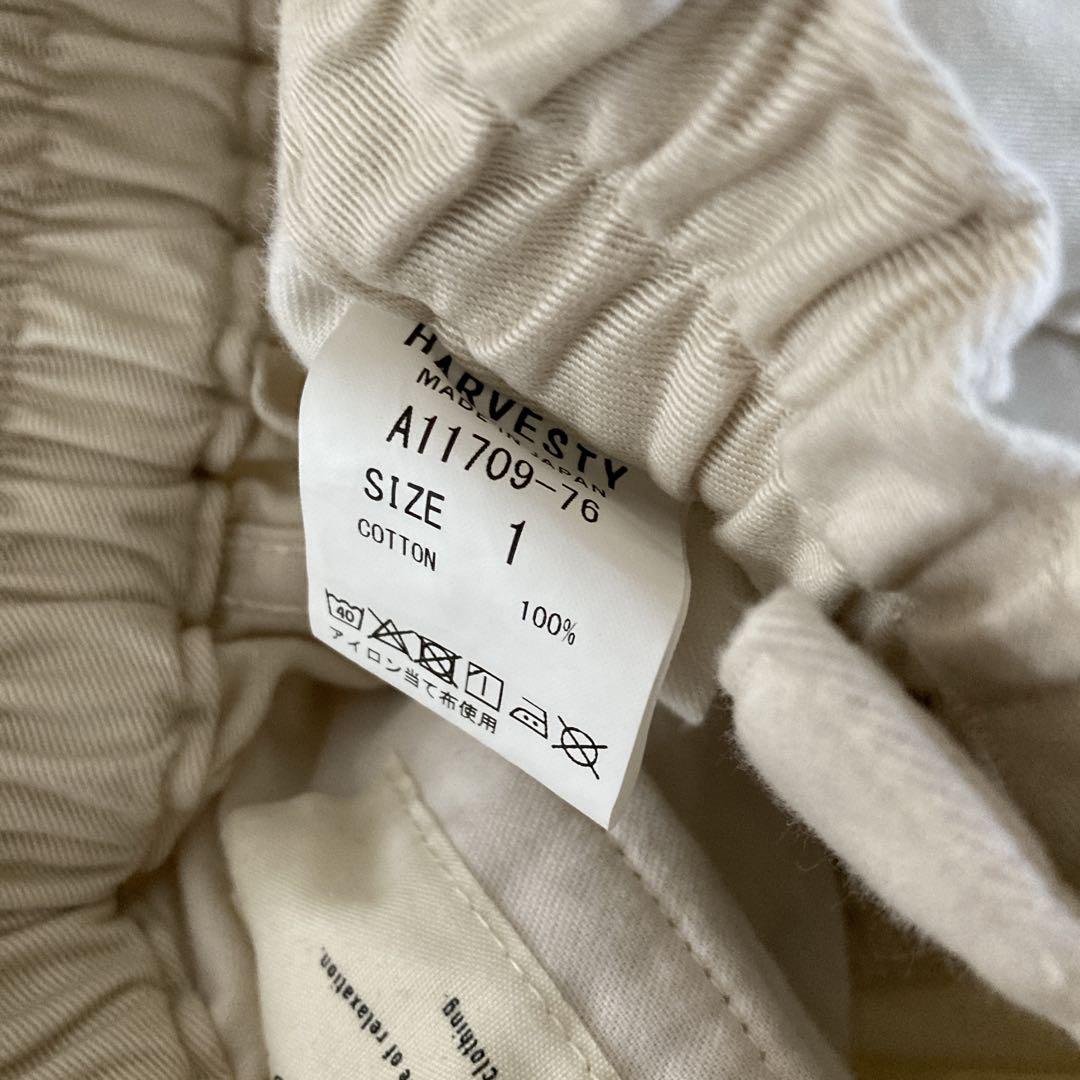 HARVESTY
MADE IN JAPAN
A11709-76
SIZE 1
COTTON 100%
40
アイロン当て布使用
of relaxation.
clothing.